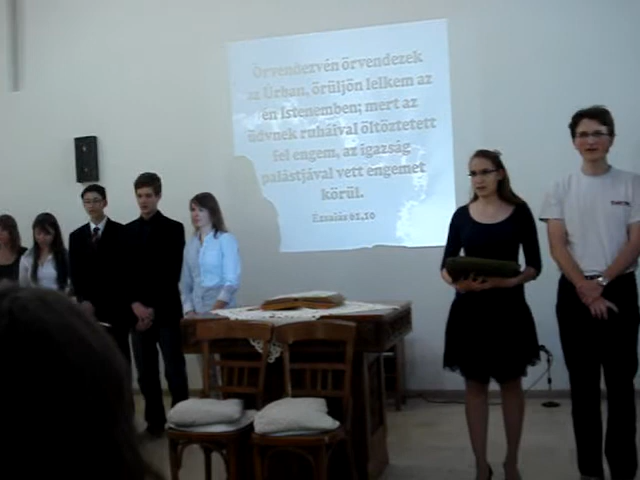 Örvendezvén örvendezek
az Úrban, örüljön lelkem az
én Istenemben; mert az
üdvnek ruháival öltöztetett
fel engem, az igazság
palástjával vett engemet
körül.
Ézsaiás 61,10